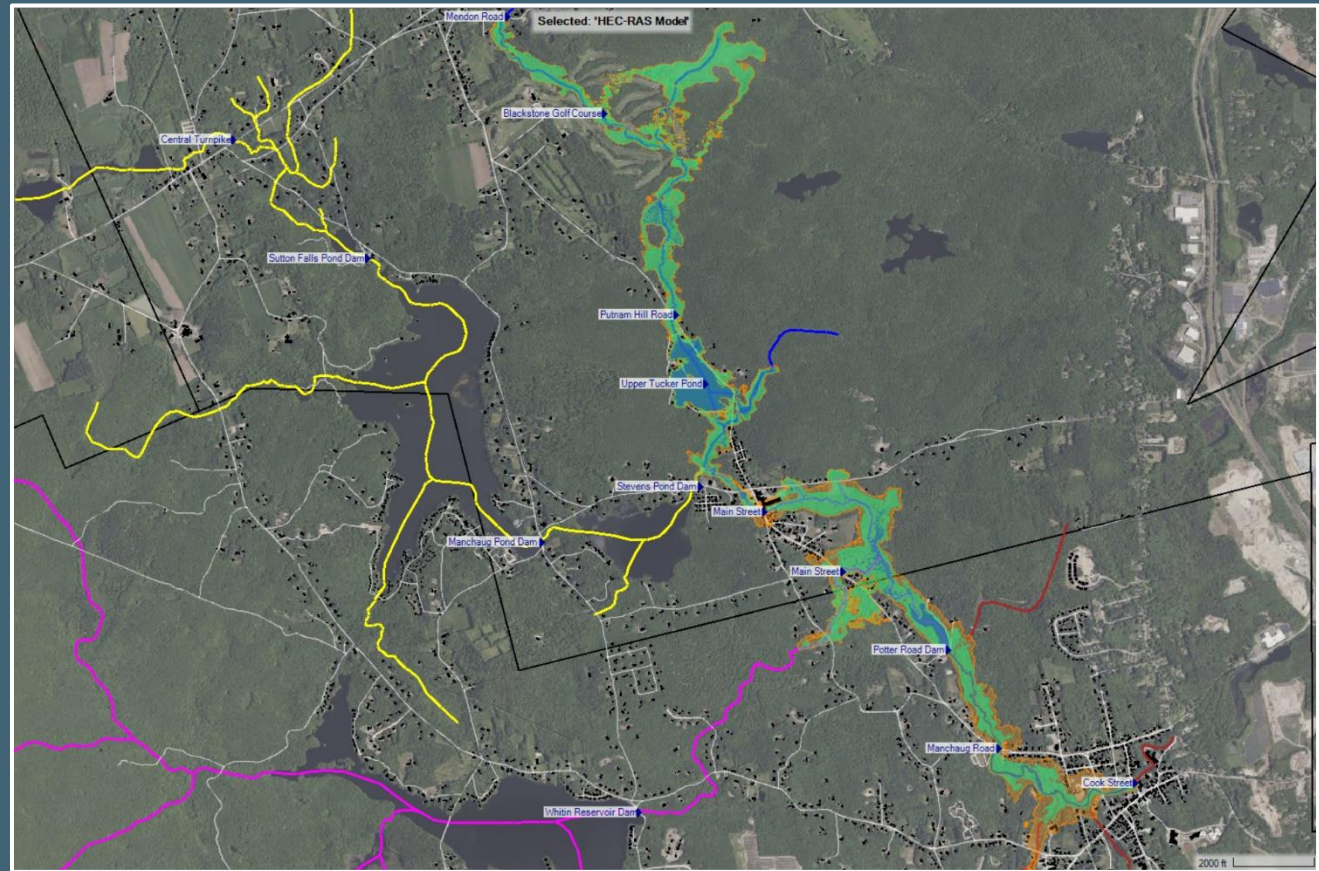 Mendon Road
Selected: 'HEC-RAS Model'
Blackstone Golf Course
Central Turnpike
Sutton Falls Pond Dam
Putnam Hill Road
Upper Tucker Pond
Stevens Pond Dam
Main Street
Manchaug Pond Dam
Main Street
Potter Road Dam
Manchaug Road
Cook Street
Whitin Reservoir Dam
2000 ft